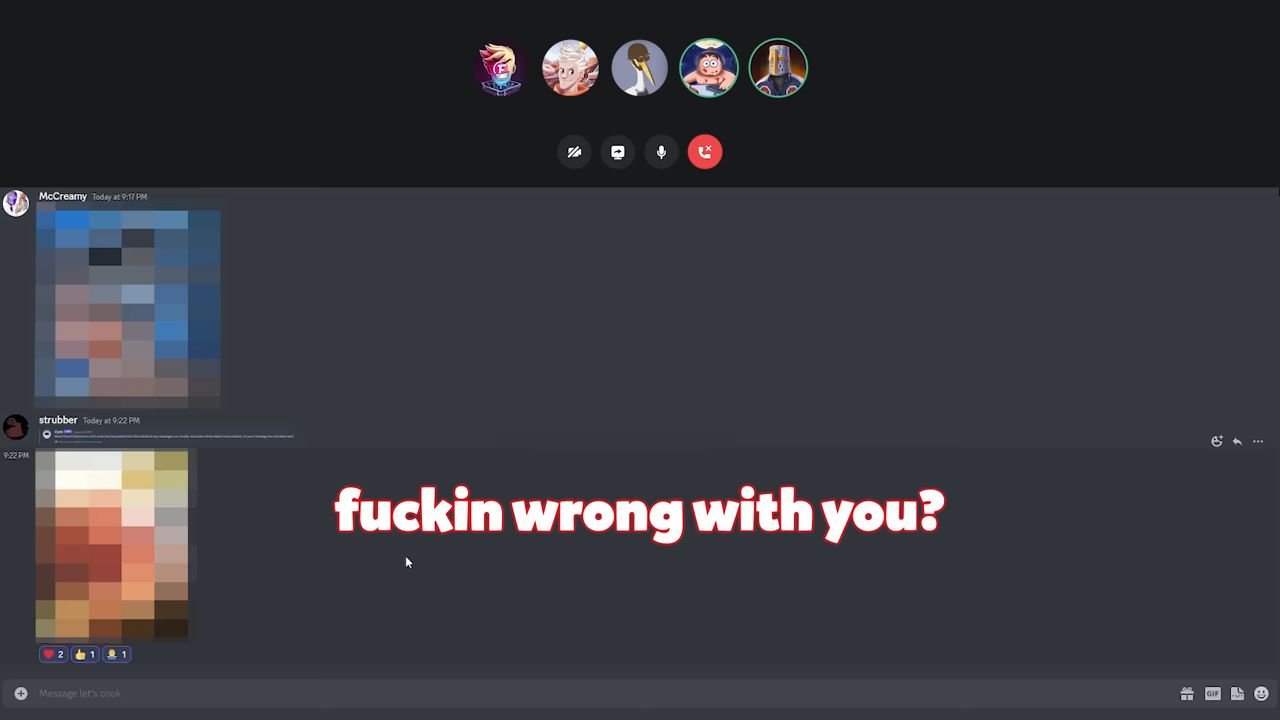 McCreamy Today at 9:17 PM
strubber Today at 9:22 PM
9:22 PM
fuckin wrong with you?
2 1 1
Message let's cook
GIF